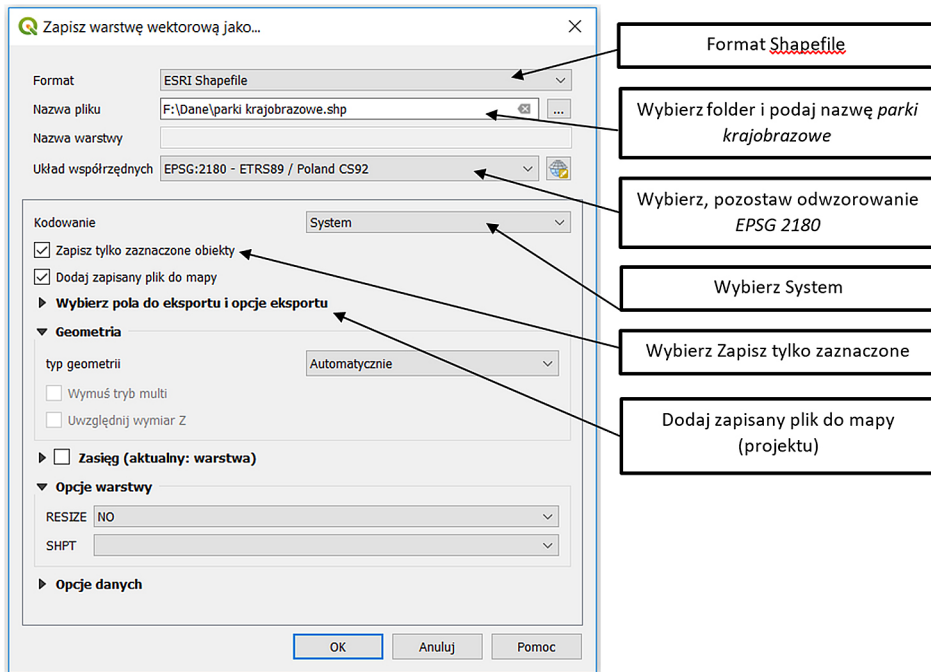 Zapisz warstwę wektorową jako...
Format
ESRI Shapefile
Nazwa pliku
F:\Dane\parki krajobrazowe.shp
...
Nazwa warstwy
Układ współrzędnych
EPSG:2180 - ETRS89 / Poland CS92
Kodowanie
System
Zapisz tylko zaznaczone obiekty
Dodaj zapisany plik do mapy
Wybierz pola do eksportu i opcje eksportu
Geometria
typ geometrii
Automatycznie
Wymuś tryb multi
Uwzględnij wymiar Z
Zasięg (aktualny: warstwa)
Opcje warstwy
RESIZE
NO
SHPT
Opcje danych
OK
Anuluj
Pomoc
Format Shapefile
Wybierz folder i podaj nazwę parki
krajobrazowe
Wybierz, pozostaw odwzorowanie
EPSG 2180
Wybierz System
Wybierz Zapisz tylko zaznaczone
Dodaj zapisany plik do mapy
(projektu)